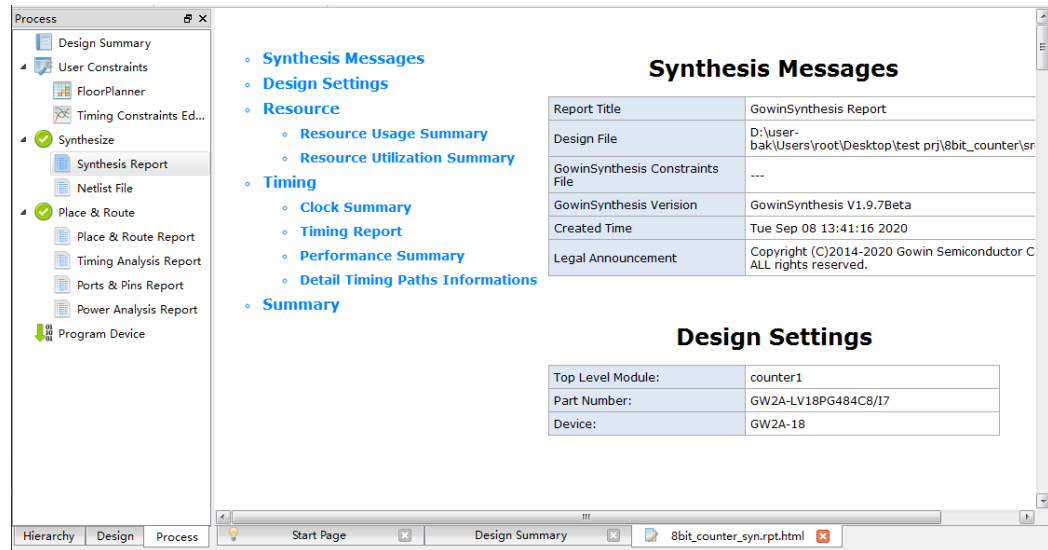 Process
Design Summary
User Constraints
FloorPlanner
Timing Constraints Ed...
Synthesize
Synthesis Report
Netlist File
Place & Route
Place & Route Report
Timing Analysis Report
Ports & Pins Report
Power Analysis Report
Program Device
Hierarchy Design Process
Synthesis Messages
Design Settings
Resource
Resource Usage Summary
Resource Utilization Summary
Timing
Clock Summary
Timing Report
Performance Summary
Detail Timing Paths Informations
Summary
Synthesis Messages
Report Title GowinSynthesis Report
Design File D:\user-
bak\Users\root\Desktop\test prj\8bit_counter\sr
GowinSynthesis Constraints
File ---
GowinSynthesis Verision GowinSynthesis V1.9.7Beta
Created Time Tue Sep 08 13:41:16 2020
Legal Announcement Copyright (C)2014-2020 Gowin Semiconductor C
ALL rights reserved.
Design Settings
Top Level Module: counter1
Part Number: GW2A-LV18PG484C8/I7
Device: GW2A-18
Start Page Design Summary 8bit_counter_syn.rpt.html